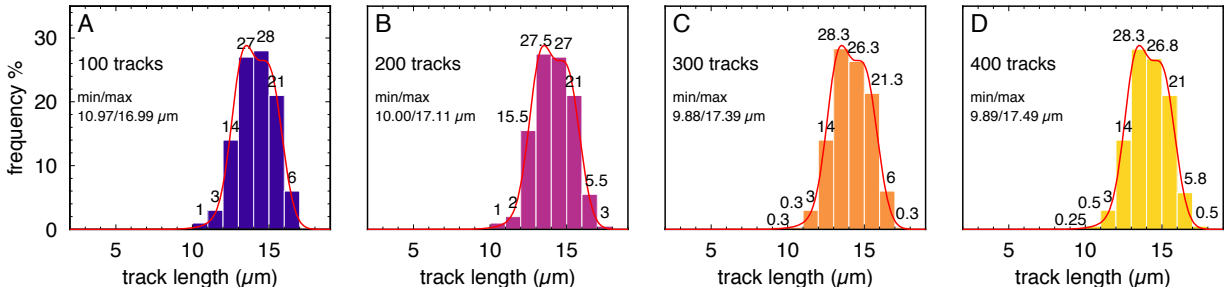 A
100 tracks
min/max
10.97/16.99 µm
1
3
14
27
28
21
6
frequency %
0
10
20
30
5
10
15
track length (µm)
B
200 tracks
min/max
10.00/17.11 µm
1
2
15.5
27.5
27
21
5.5
3
5
10
15
track length (µm)
C
300 tracks
min/max
9.88/17.39 µm
0.3
0.3
3
14
28.3
26.3
21.3
6
0.3
5
10
15
track length (µm)
D
400 tracks
min/max
9.89/17.49 µm
0.25
0.5
3
14
28.3
26.8
21
5.8
0.5
5
10
15
track length (µm)